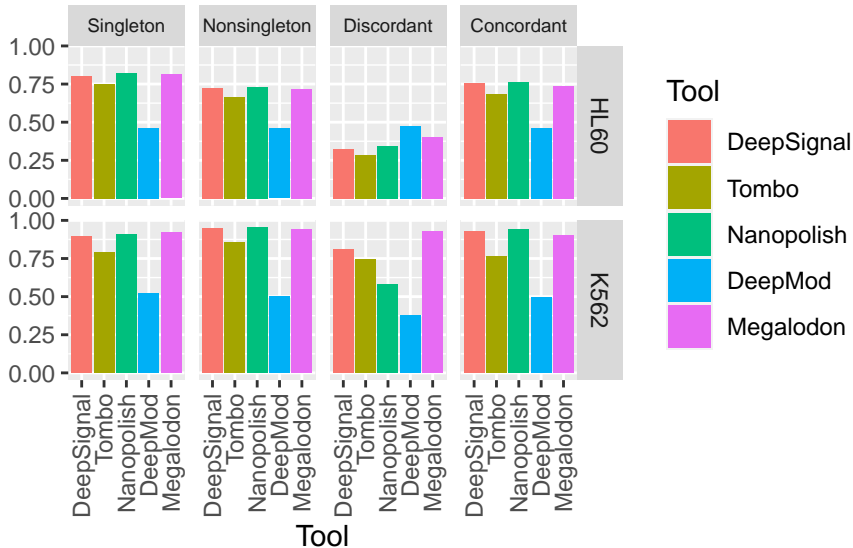 Singleton Nonsingleton Discordant Concordant
1.00
0.75
0.50
0.25
0.00
HL60
1.00
0.75
0.50
0.25
0.00
K562
DeepSignal Tombo Nanopolish DeepMod Megalodon DeepSignal Tombo Nanopolish DeepMod Megalodon DeepSignal Tombo Nanopolish DeepMod Megalodon DeepSignal Tombo Nanopolish DeepMod Megalodon
Tool
Tool
DeepSignal
Tombo
Nanopolish
DeepMod
Megalodon